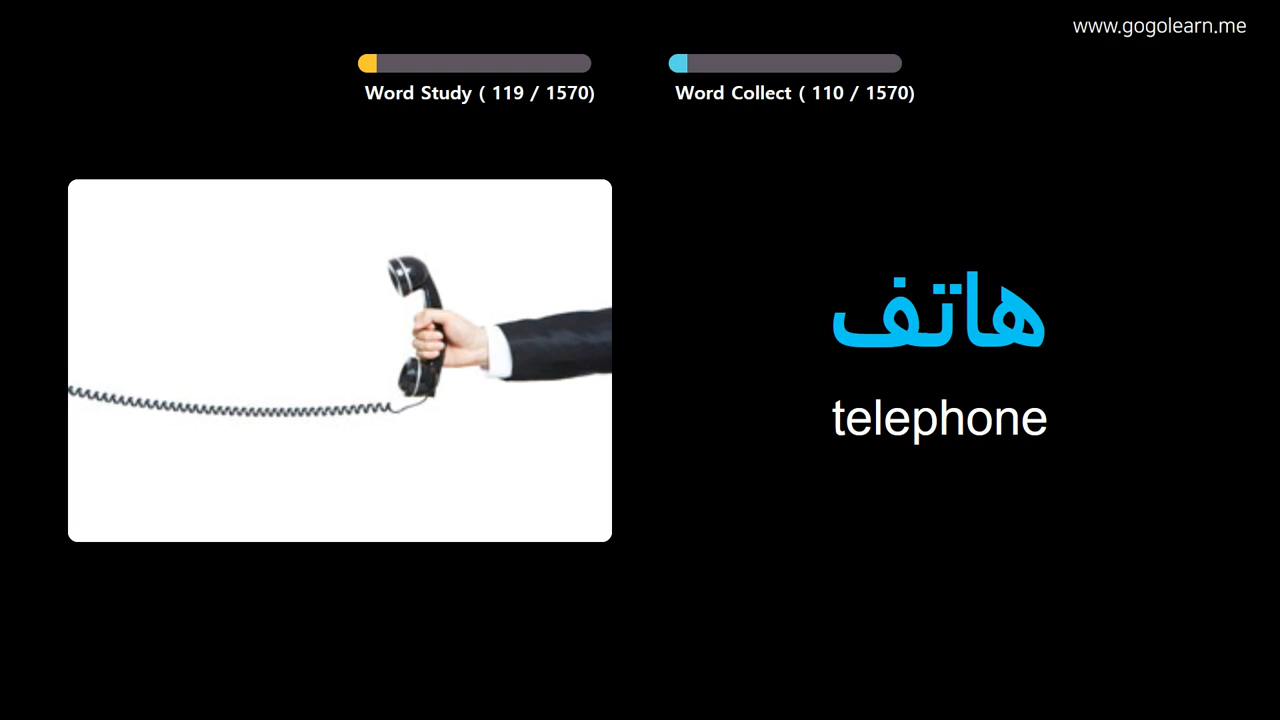 www.gogolearn.me
Word Study ( 119 / 1570)
Word Collect ( 110 / 1570)
هاتف
telephone